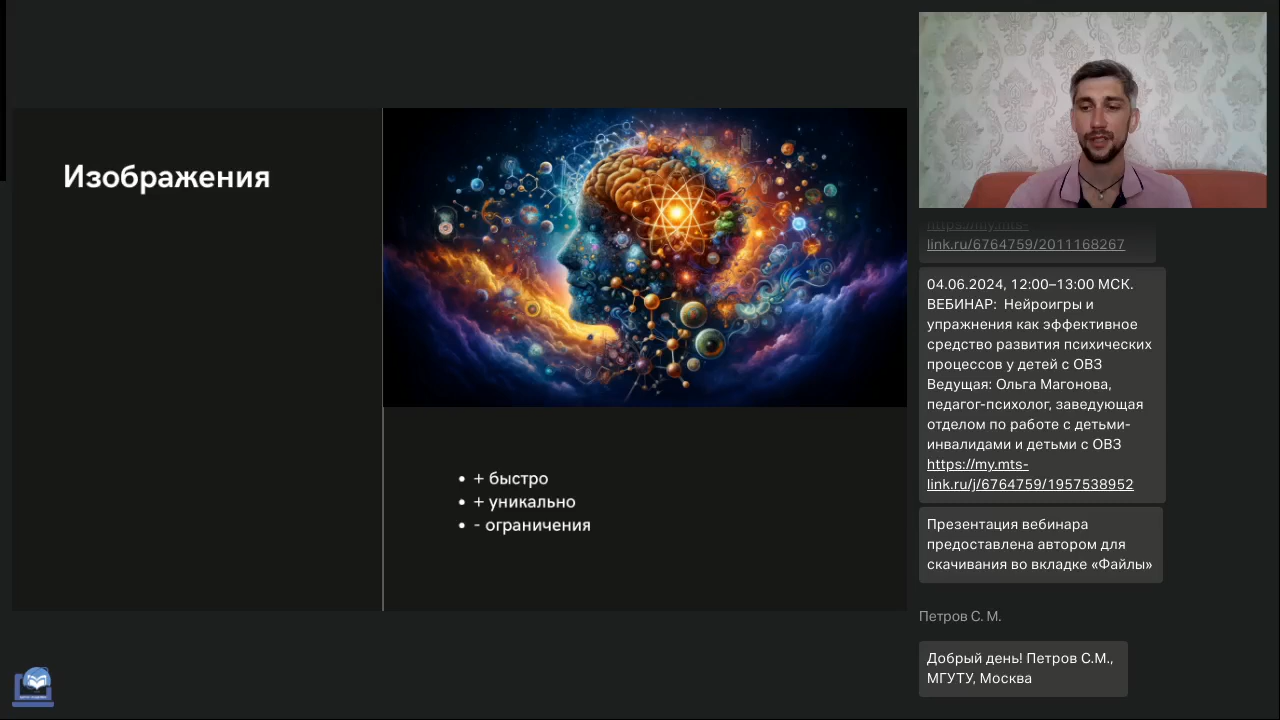 Изображения
+ быстро
+ уникально
- ограничения
https://my.mts-
link.ru/6764759/2011168267
04.06.2024, 12:00–13:00 МСК.
ВЕБИНАР: Нейроигры и
упражнения как эффективное
средство развития психических
процессов у детей с ОВЗ
Ведущая: Ольга Магонова,
педагог-психолог, заведующая
отделом по работе с детьми-
инвалидами и детьми с ОВЗ
https://my.mts-
link.ru/j/6764759/1957538952
Презентация вебинара
предоставлена автором для
скачивания во вкладке «Файлы»
Петров С. М.
Добрый день! Петров С.М.,
МГУТУ, Москва